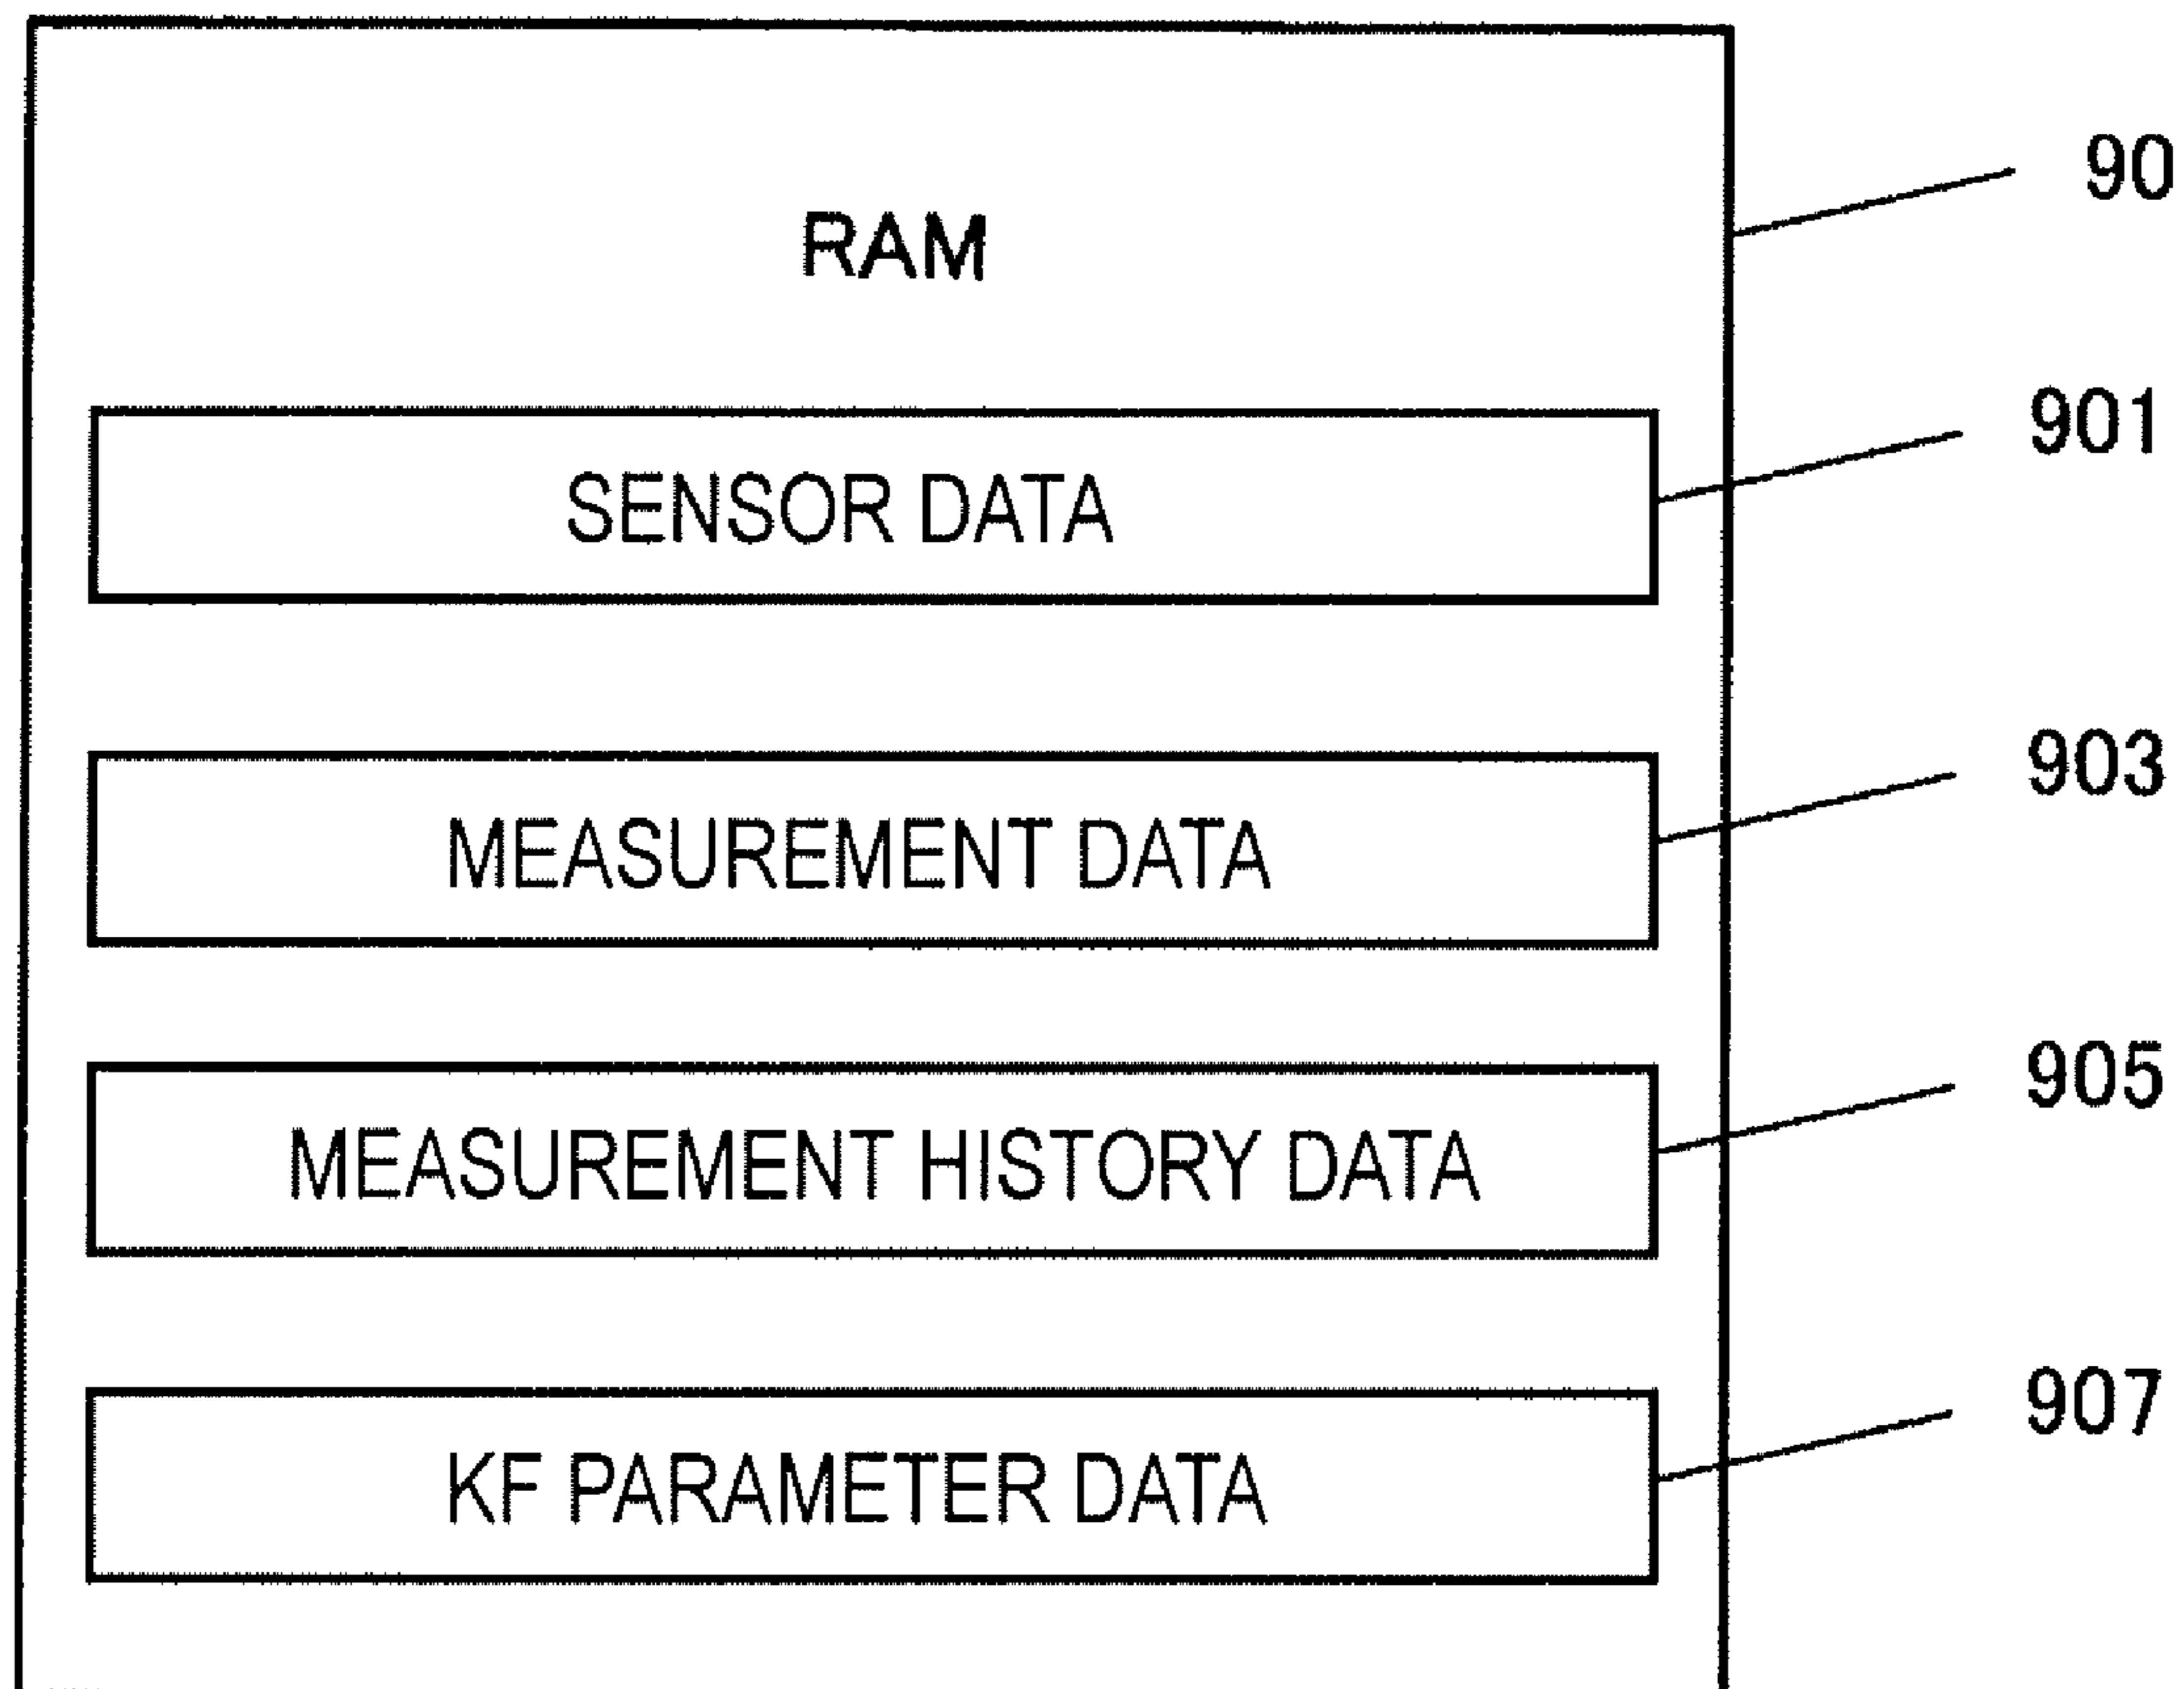 RAM
90
SENSOR DATA
901
MEASUREMENT DATA
903
MEASUREMENT HISTORY DATA
905
KF PARAMETER DATA
907